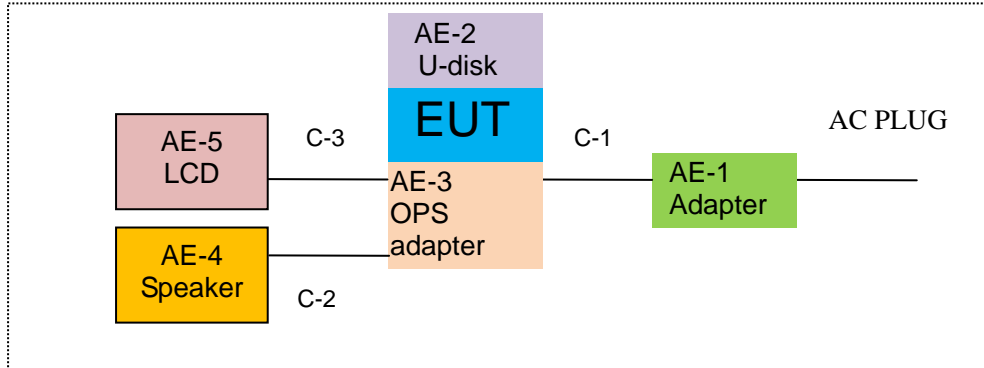 AE-2
U-disk
EUT
AE-5
LCD
C-3
C-1
AC PLUG
AE-3
OPS
adapter
AE-1
Adapter
AE-4
Speaker
C-2